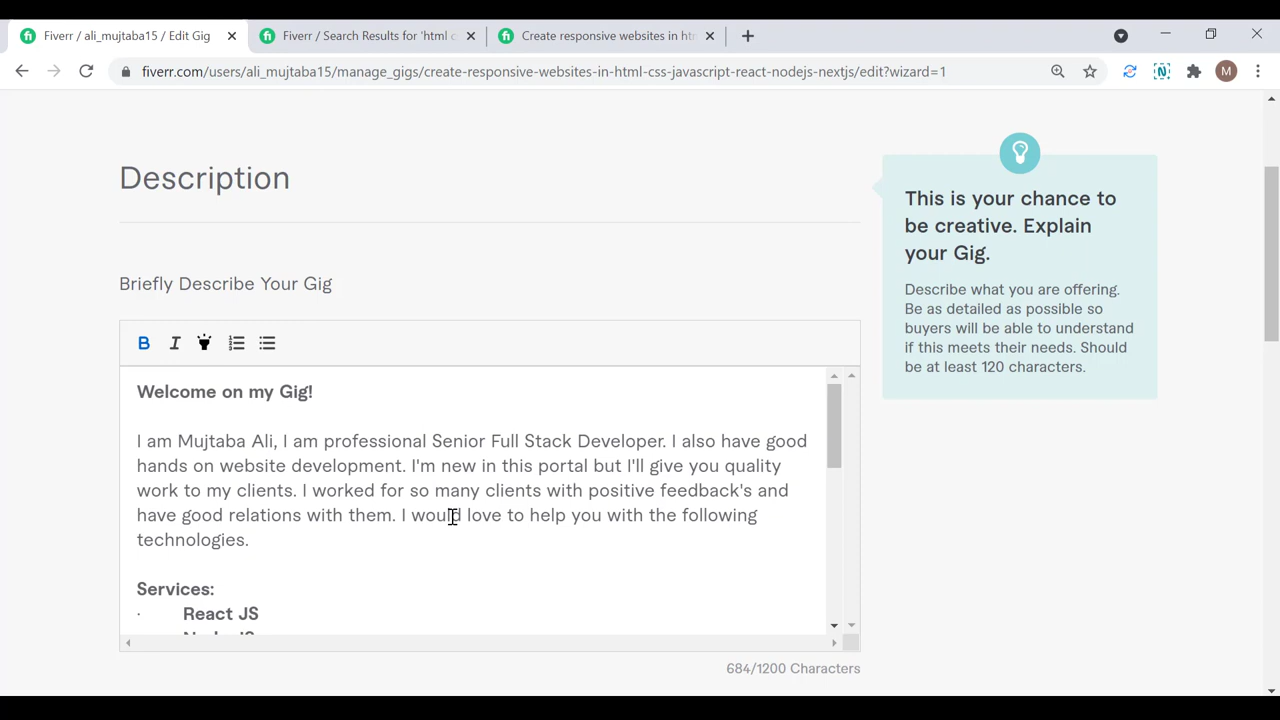 Fiverr / ali_mujtaba15 / Edit Gig
Fiverr / Search Results for 'html c
Create responsive websites in ht
fiverr.com/users/ali_mujtaba15/manage_gigs/create-responsive-websites-in-html-css-javascript-react-nodejs-nextjs/edit?wizard=1
M
Description
Briefly Describe Your Gig
B I
Welcome on my Gig!
I am Mujtaba Ali, I am professional Senior Full Stack Developer. I also have good
hands on website development. I'm new in this portal but I'll give you quality
work to my clients. I worked for so many clients with positive feedback's and
have good relations with them. I would love to help you with the following
technologies.
Services:
· React JS
684/1200 Characters
This is your chance to
be creative. Explain
your Gig.
Describe what you are offering.
Be as detailed as possible so
buyers will be able to understand
if this meets their needs. Should
be at least 120 characters.